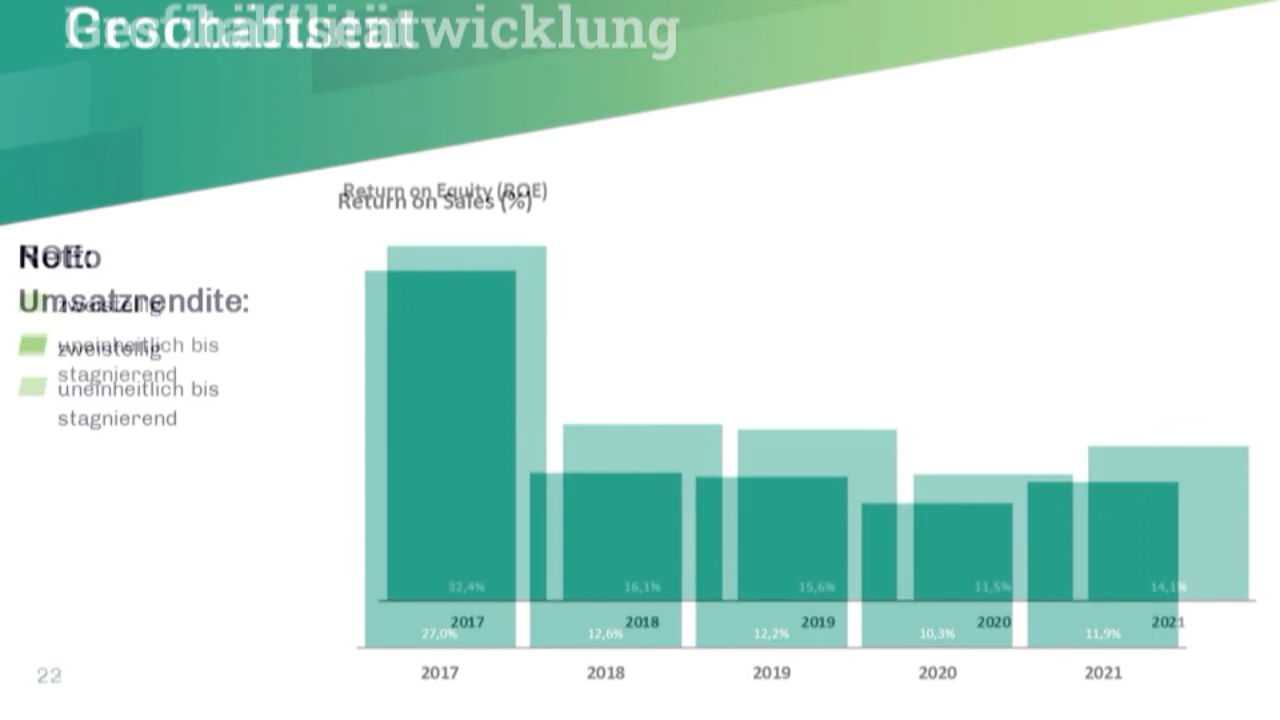 Geschäftsentwicklung
Return on Equity (ROE)
Return on Sales (%)
Netto
Umsatzrendite:
zweistellig
uneinheitlich bis
zweistellig
stagnierend
uneinheitlich bis
stagnierend
32,4% 16,1% 15,6% 11,5% 14,1%
2017 2018 2019 2020 2021
27,0% 12,6% 12,2% 10,3% 11,9%
2017 2018 2019 2020 2021
22